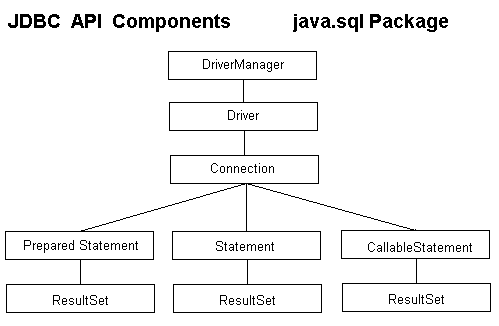 JDBC API Components java.sql Package
DriverManager
Driver
Connection
Prepared Statement Statement CallableStatement
ResultSet ResultSet ResultSet